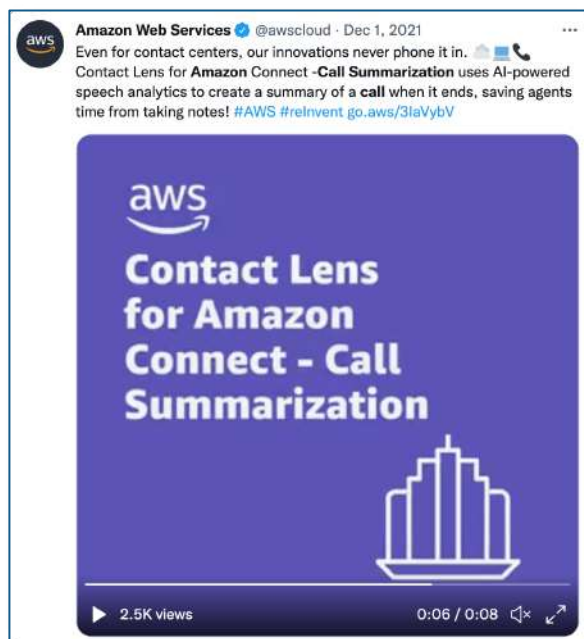 aws
Amazon Web Services @awscloud · Dec 1, 2021 ...
Even for contact centers, our innovations never phone it in. ☁️💻📞
Contact Lens for Amazon Connect -Call Summarization uses AI-powered
speech analytics to create a summary of a call when it ends, saving agents
time from taking notes! #AWS #reInvent go.aws/3IaVybV
aws
Contact Lens
for Amazon
Connect - Call
Summarization
2.5K views 0:06 / 0:08